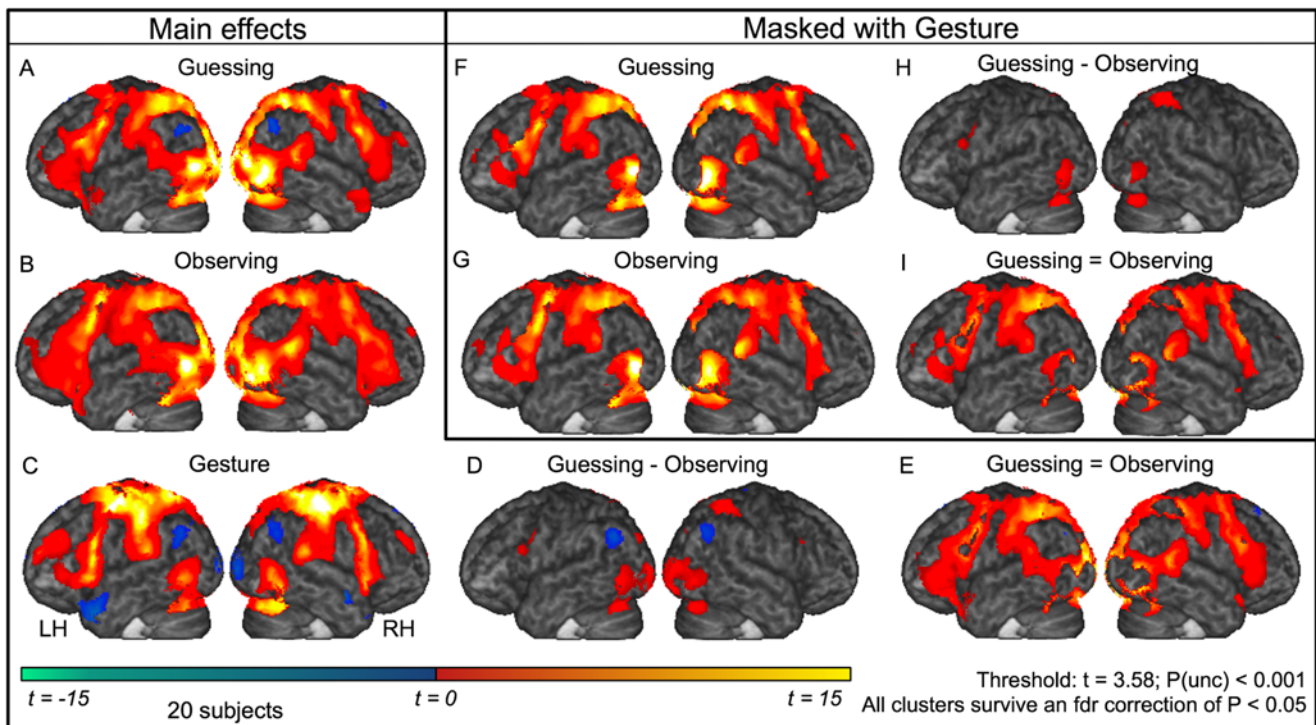 Main effects
Masked with Gesture
A
Guessing
F
Guessing
H
Guessing - Observing
B
Observing
G
Observing
I
Guessing = Observing
C
Gesture
D
Guessing - Observing
E
Guessing = Observing
LH
RH
t = -15
t = 0
t = 15
20 subjects
Threshold: t = 3.58; P(unc) < 0.001
All clusters survive an fdr correction of P < 0.05